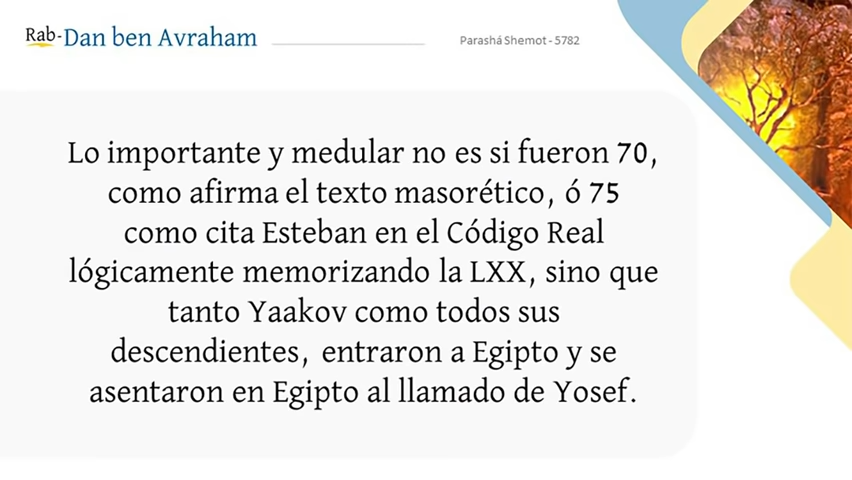 Rab-Dan ben Avraham
Parashá Shemot - 5782
Lo importante y medular no es si fueron 70,
como afirma el texto masorético, ó 75
como cita Esteban en el Código Real
lógicamente memorizando la LXX, sino que
tanto Yaakov como todos sus
descendientes, entraron a Egipto y se
asentaron en Egipto al llamado de Yosef.